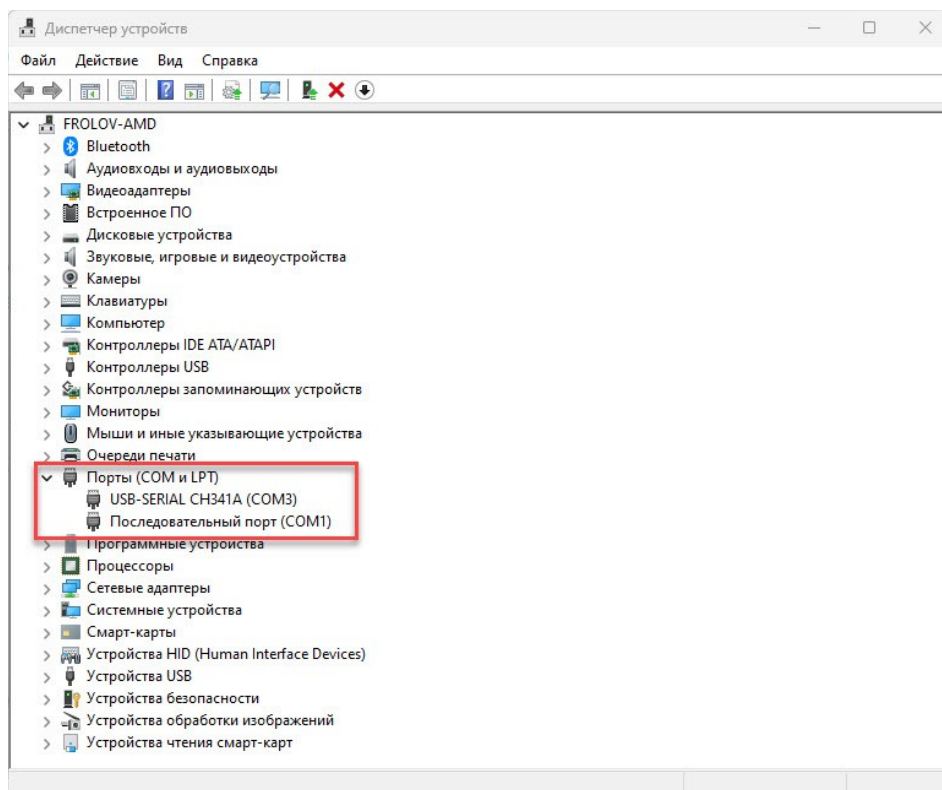 Диспетчер устройств
Файл Действие Вид Справка
FROLOV-AMD
Bluetooth
Аудиовходы и аудиовыходы
Видеоадаптеры
Встроенное ПО
Дисковые устройства
Звуковые, игровые и видеоустройства
Камеры
Клавиатуры
Компьютер
Контроллеры IDE ATA/ATAPI
Контроллеры USB
Контроллеры запоминающих устройств
Мониторы
Мыши и иные указывающие устройства
Очереди печати
Порты (COM и LPT)
USB-SERIAL CH341A (COM3)
Последовательный порт (COM1)
Программные устройства
Процессоры
Сетевые адаптеры
Системные устройства
Смарт-карты
Устройства HID (Human Interface Devices)
Устройства USB
Устройства безопасности
Устройства обработки изображений
Устройства чтения смарт-карт